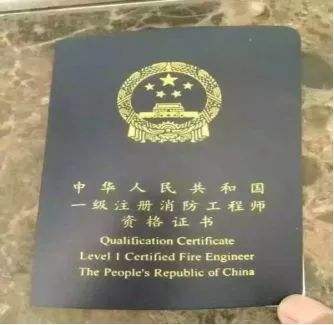 中华人民共和国
一级注册消防工程师
资格证书
Qualification Certificate
Level 1 Certified Fire Engineer
The People's Republic of China